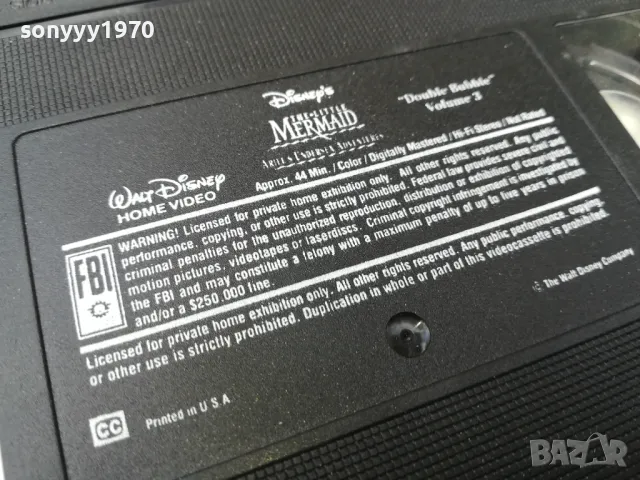 sonyyy1970
Disney's
THE LITTLE
MERMAID
ARIEL'S UNDERSEA ADVENTURES
"Double Bubble"
Volume 3
Walt Disney
HOME VIDEO
Approx. 44 Min. / Color / Digitally Mastered / Hi-Fi Stereo / Not Rated
FBI
WARNING! Licensed for private home exhibition only. All other rights reserved. Any public
performance, copying, or other use is strictly prohibited. Federal law provides severe civil and
criminal penalties for the unauthorized reproduction, distribution or exhibition of copyrighted
motion pictures, videotapes or laserdiscs. Criminal copyright infringement is investigated by
the FBI and may constitute a felony with a maximum penalty of up to five years in prison
and/or a $250,000 fine.
Licensed for private home exhibition only. All other rights reserved. Any public performance, copying,
or other use is strictly prohibited. Duplication in whole or part of this videocassette is prohibited.
© The Walt Disney Company
CC
Printed in U S A
BAZAR
bg